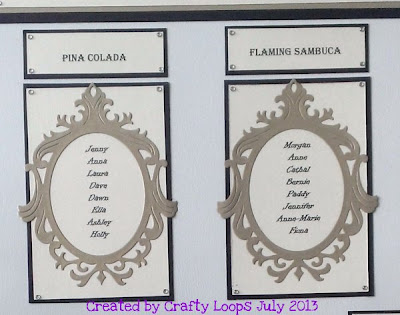 PINA COLADA
Jenny
Anna
Laura
Dave
Dawn
Ella
Ashley
Holly
FLAMING SAMBUCA
Morgan
Anne
Cathal
Bernie
Paddy
Jennifer
Anne-Marie
Fiona
Created by Crafty Loops July 2013